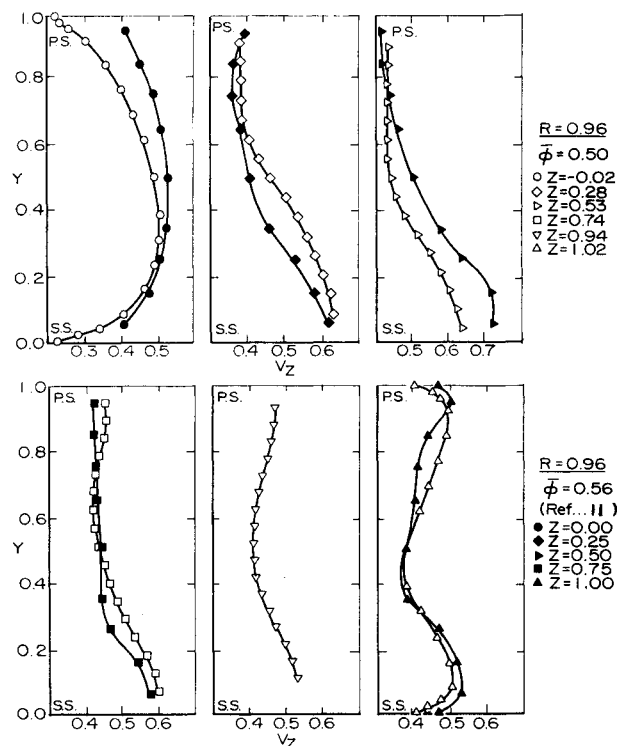 1.0
0.8
0.6
Y
0.4
0.2
0.0
P.S.
S.S.
0.3 0.4 0.5
P.S.
S.S.
0.4 0.5 0.6
V_Z
P.S.
S.S.
0.5 0.6 0.7
R = 0.96
φ̄ = 0.50
○ Z=-0.02
◇ Z=0.28
▷ Z=0.53
□ Z=0.74
▽ Z=0.94
△ Z=1.02
1.0
0.8
0.6
Y
0.4
0.2
0.0
P.S.
S.S.
0.4 0.5 0.6
P.S.
S.S.
0.4 0.5 0.6
V_Z
P.S.
S.S.
0.4 0.5 0.6
R = 0.96
φ̄ = 0.56
(Ref...11)
● Z=0.00
◆ Z=0.25
▶ Z=0.50
■ Z=0.75
▲ Z=1.00